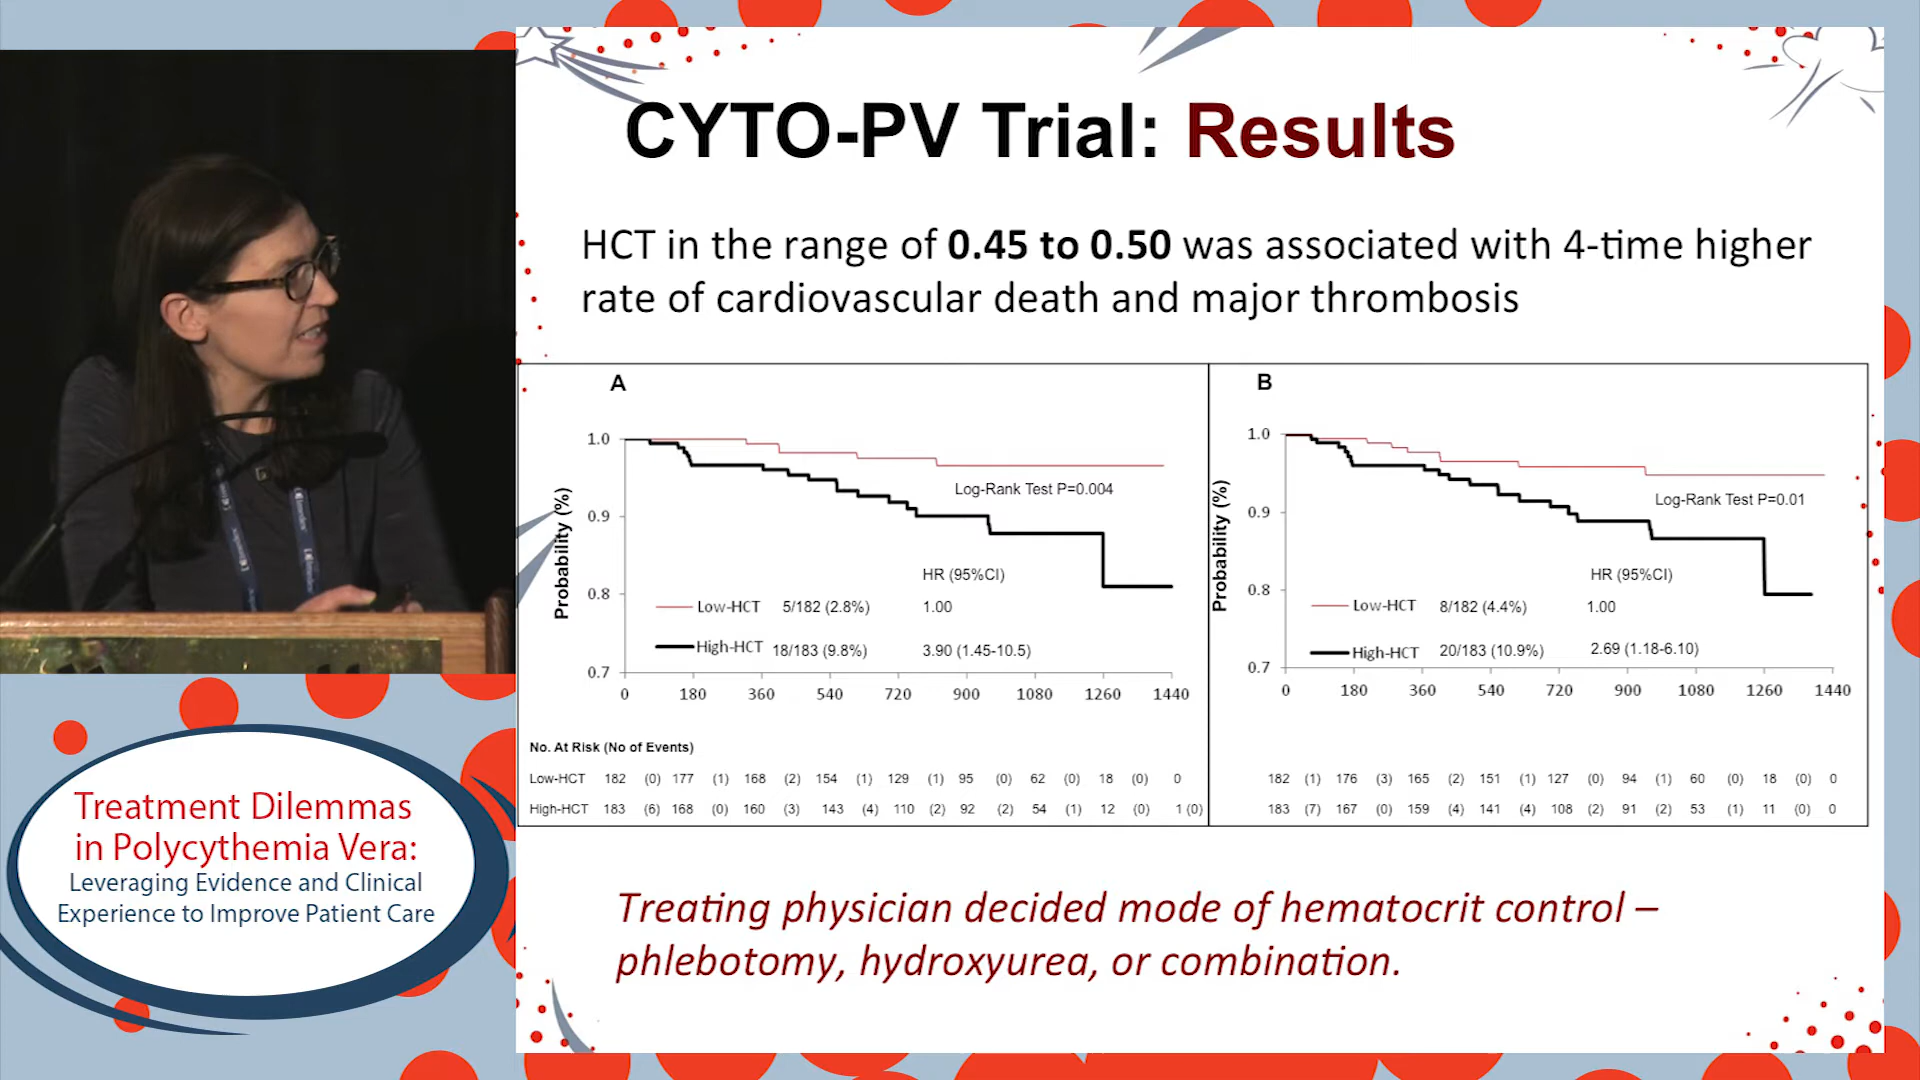 CYTO-PV Trial: Results
HCT in the range of 0.45 to 0.50 was associated with 4-time higher
rate of cardiovascular death and major thrombosis
A
1.0
0.9
0.8
0.7
Probability (%)
Log-Rank Test P=0.004
HR (95%CI)
Low-HCT 5/182 (2.8%) 1.00
High-HCT 18/183 (9.8%) 3.90 (1.45-10.5)
0 180 360 540 720 900 1080 1260 1440
No. At Risk (No of Events)
Low-HCT 182 (0) 177 (1) 168 (2) 154 (1) 129 (1) 95 (0) 62 (0) 18 (0) 0
High-HCT 183 (6) 168 (0) 160 (3) 143 (4) 110 (2) 92 (2) 54 (1) 12 (0) 1 (0)
B
1.0
0.9
0.8
0.7
Probability (%)
Log-Rank Test P=0.01
HR (95%CI)
Low-HCT 8/182 (4.4%) 1.00
High-HCT 20/183 (10.9%) 2.69 (1.18-6.10)
0 180 360 540 720 900 1080 1260 1440
182 (1) 176 (3) 165 (2) 151 (1) 127 (0) 94 (1) 60 (0) 18 (0) 0
183 (7) 167 (0) 159 (4) 141 (4) 108 (2) 91 (2) 53 (1) 11 (0) 0
Treating physician decided mode of hematocrit control –
phlebotomy, hydroxyurea, or combination.
Treatment Dilemmas
in Polycythemia Vera:
Leveraging Evidence and Clinical
Experience to Improve Patient Care